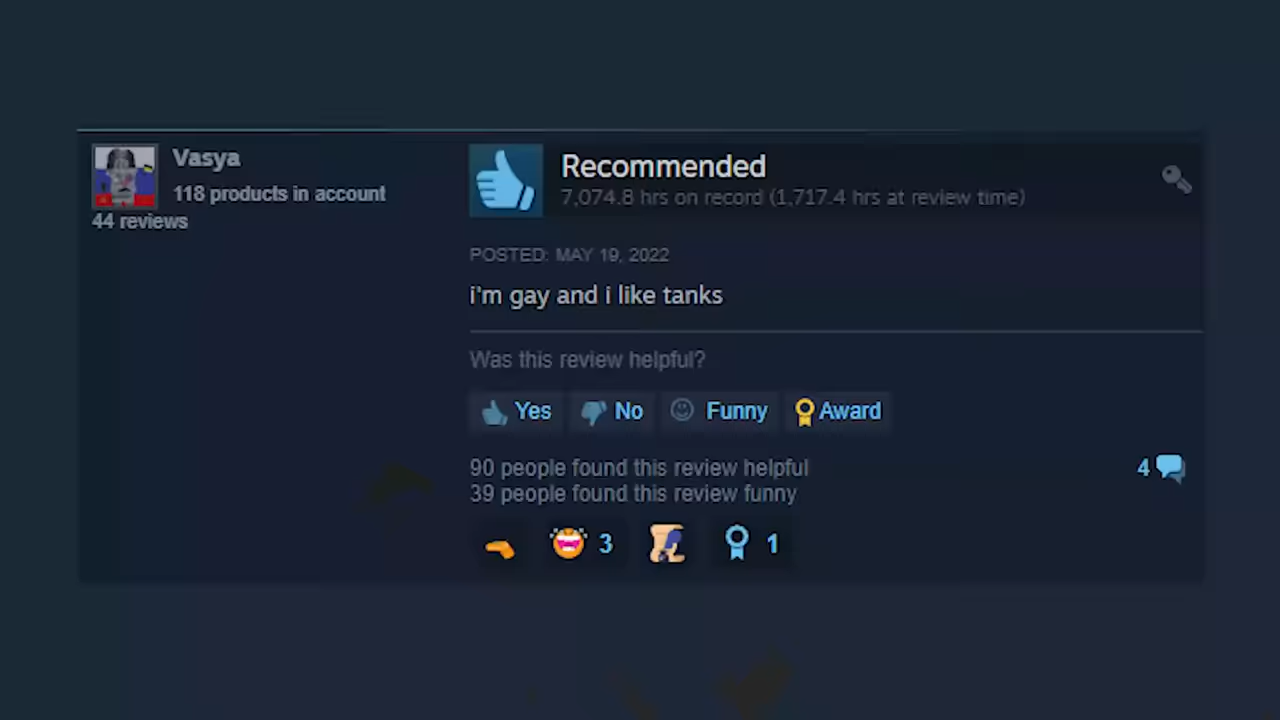 Vasya
118 products in account
44 reviews
Recommended
7,074.8 hrs on record (1,717.4 hrs at review time)
POSTED: MAY 19, 2022
i'm gay and i like tanks
Was this review helpful?
Yes No Funny Award
90 people found this review helpful
4
39 people found this review funny
3 1